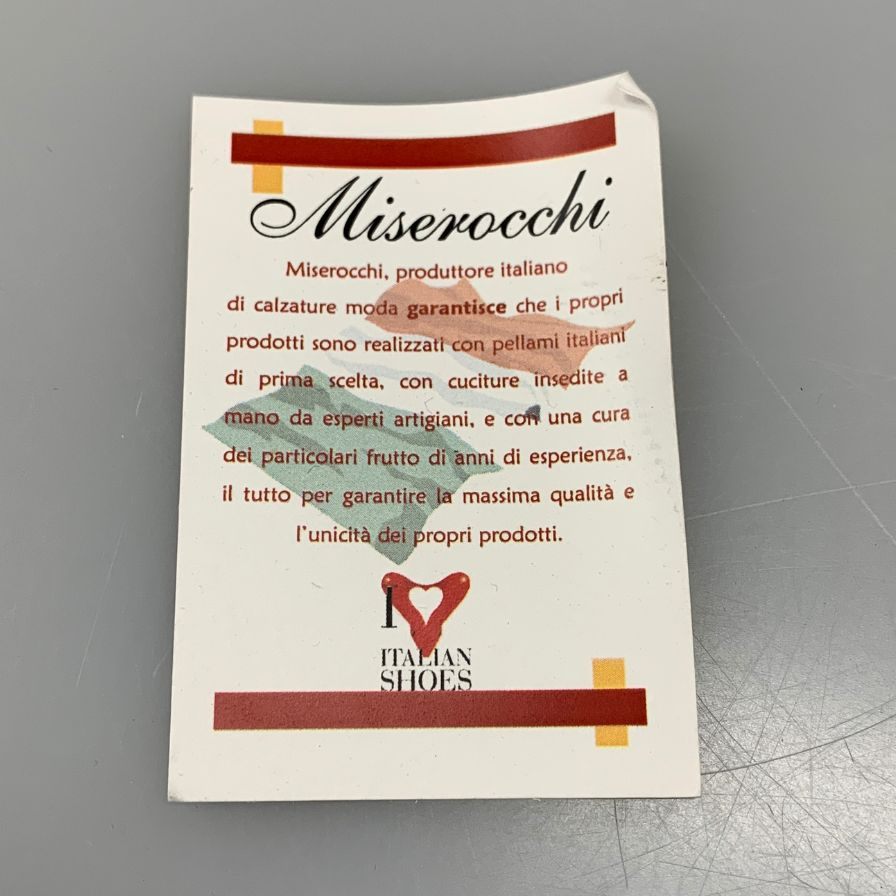 Miserocchi
Miserocchi, produttore italiano
di calzature moda garantisce che i propri
prodotti sono realizzati con pellami italiani
di prima scelta, con cuciture insedite a
mano da esperti artigiani, e con una cura
dei particolari frutto di anni di esperienza,
il tutto per garantire la massima qualità e
l'unicità dei propri prodotti.
I
ITALIAN
SHOES